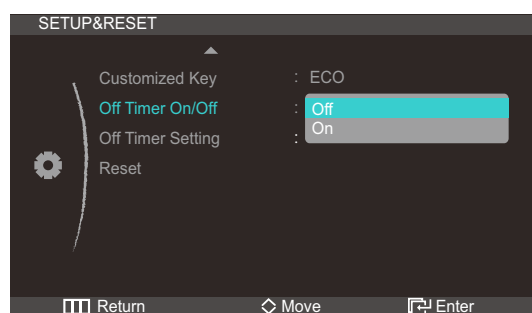 SETUP&RESET
Customized Key : ECO
Off Timer On/Off : Off
On
Off Timer Setting :
Reset
Return Move Enter